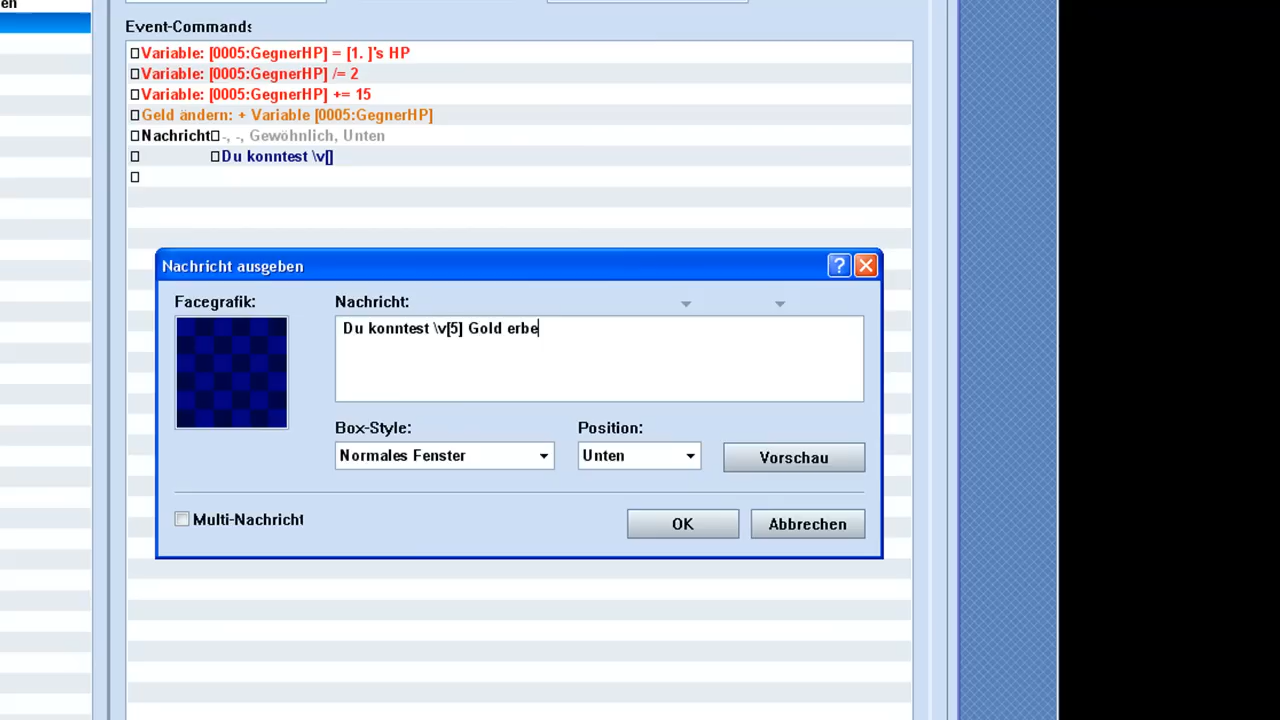 en
Event-Commands
Variable: [0005:GegnerHP] = [1. ]'s HP
Variable: [0005:GegnerHP] /= 2
Variable: [0005:GegnerHP] += 15
Geld ändern: + Variable [0005:GegnerHP]
Nachricht -, -, Gewöhnlich, Unten
Du konntest \v[]
Nachricht ausgeben
Facegrafik:
Nachricht:
Du konntest \v[5] Gold erbe
Box-Style:
Position:
Normales Fenster
Unten
Vorschau
Multi-Nachricht
OK
Abbrechen